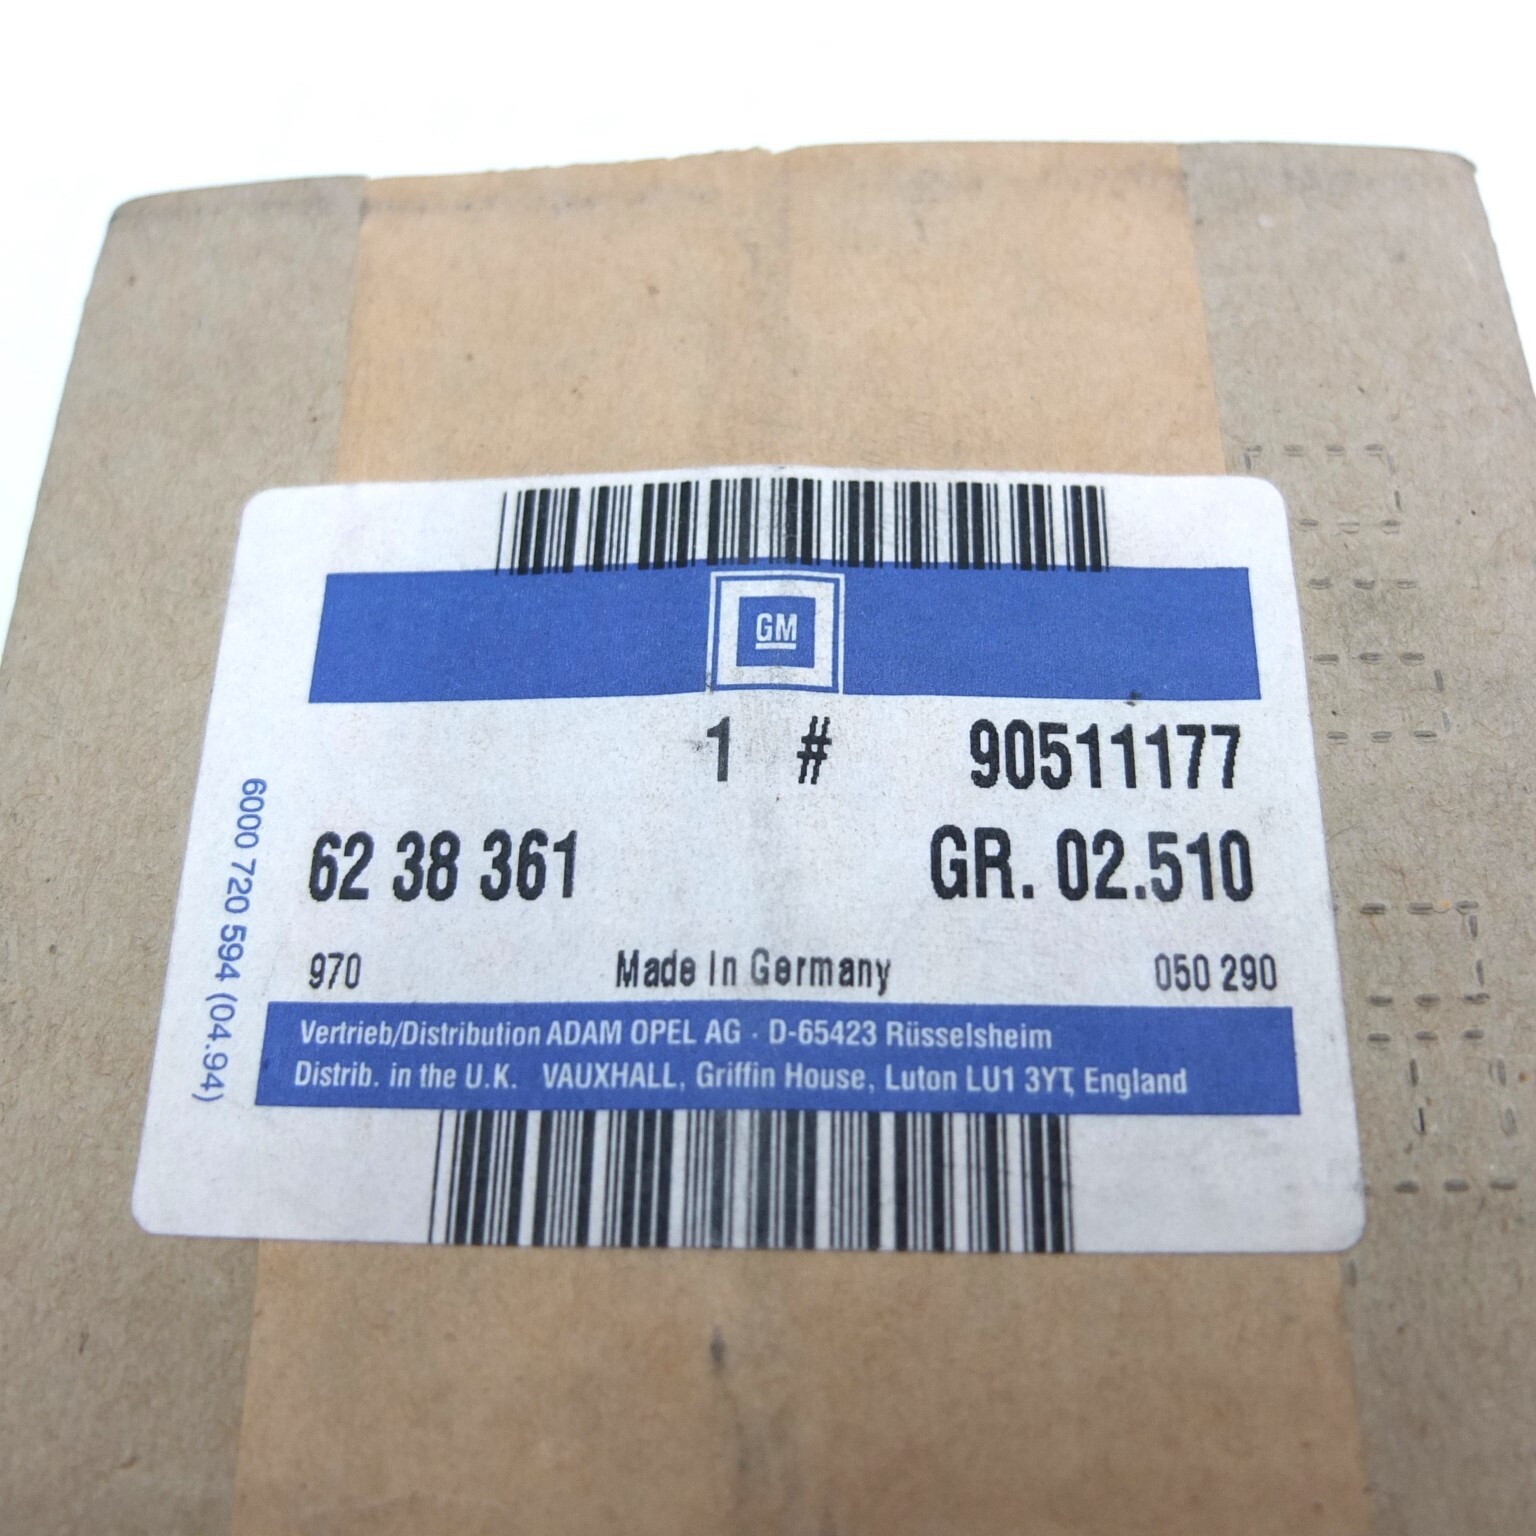 GM
1 # 90511177
62 38 361 GR. 02.510
970 Made In Germany 050 290
Vertrieb/Distribution ADAM OPEL AG · D-65423 Rüsselsheim
Distrib. in the U.K. VAUXHALL, Griffin House, Luton LU1 3YT, England
6000 720 594 (04.94)